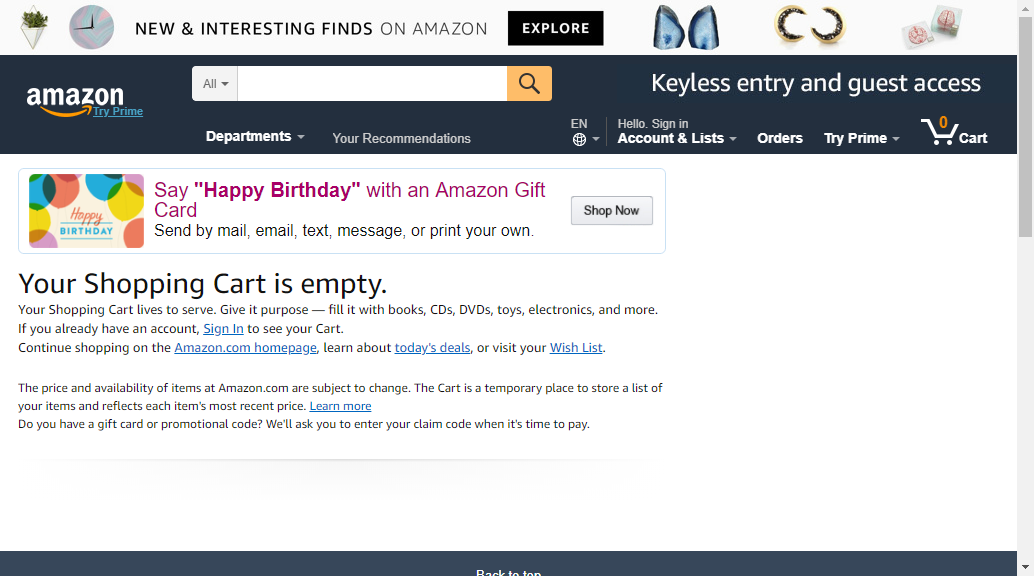 NEW & INTERESTING FINDS ON AMAZON EXPLORE
All
Keyless entry and guest access
amazon
Try Prime
Departments
Your Recommendations
EN
Hello. Sign in
Account & Lists
Orders
Try Prime
0
Cart
Happy
BIRTHDAY
Say "Happy Birthday" with an Amazon Gift
Card
Send by mail, email, text, message, or print your own.
Shop Now
Your Shopping Cart is empty.
Your Shopping Cart lives to serve. Give it purpose — fill it with books, CDs, DVDs, toys, electronics, and more.
If you already have an account, Sign In to see your Cart.
Continue shopping on the Amazon.com homepage, learn about today's deals, or visit your Wish List.
The price and availability of items at Amazon.com are subject to change. The Cart is a temporary place to store a list of
your items and reflects each item's most recent price. Learn more
Do you have a gift card or promotional code? We'll ask you to enter your claim code when it's time to pay.
Back to top